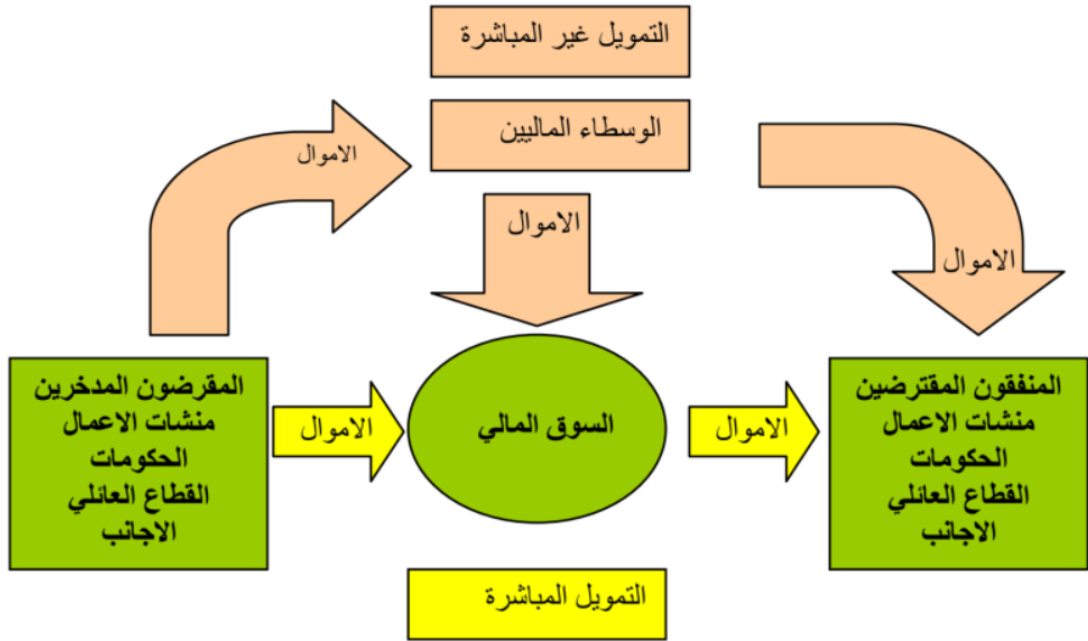 التمويل غير المباشرة
الوسطاء الماليين
الاموال
الاموال
الاموال
المقرضون المدخرين
منشات الاعمال
الحكومات
القطاع العائلي
الاجانب
الاموال
السوق المالي
الاموال
المنفقون المقترضين
منشات الاعمال
الحكومات
القطاع العائلي
الاجانب
التمويل المباشرة